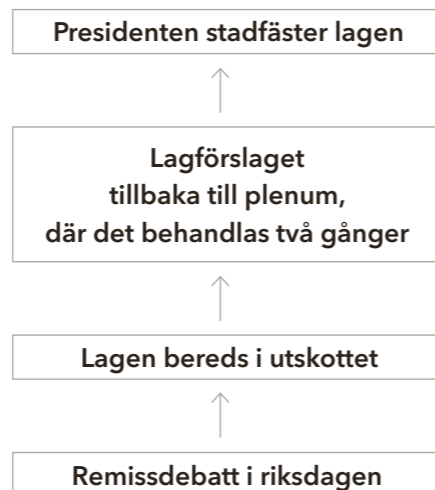 Presidenten stadfäster lagen
Lagförslaget
tillbaka till plenum,
där det behandlas två gånger
Lagen bereds i utskottet
Remissdebatt i riksdagen